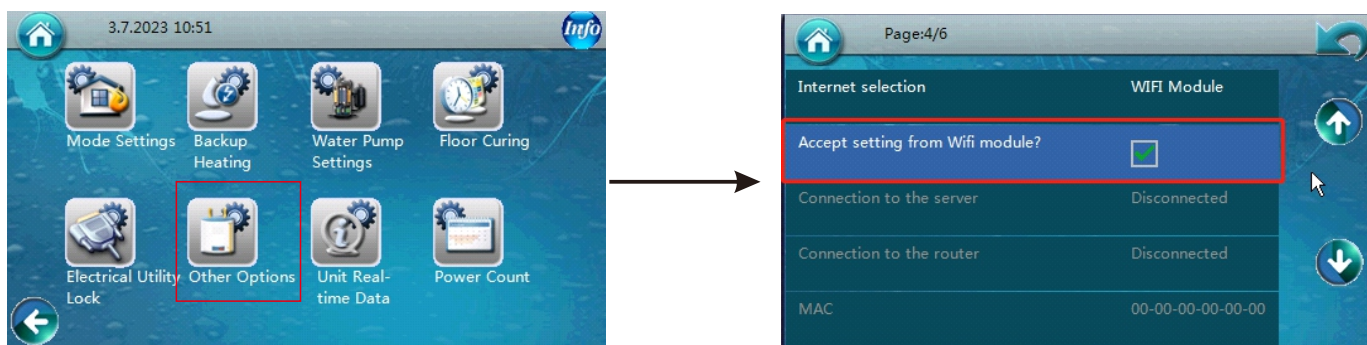 3.7.2023 10:51
Info
Mode Settings
Backup
Heating
Water Pump
Settings
Floor Curing
Electrical Utility
Lock
Other Options
Unit Real-
time Data
Power Count
Page:4/6
Internet selection WIFI Module
Accept setting from Wifi module?
Connection to the server Disconnected
Connection to the router Disconnected
MAC 00-00-00-00-00-00